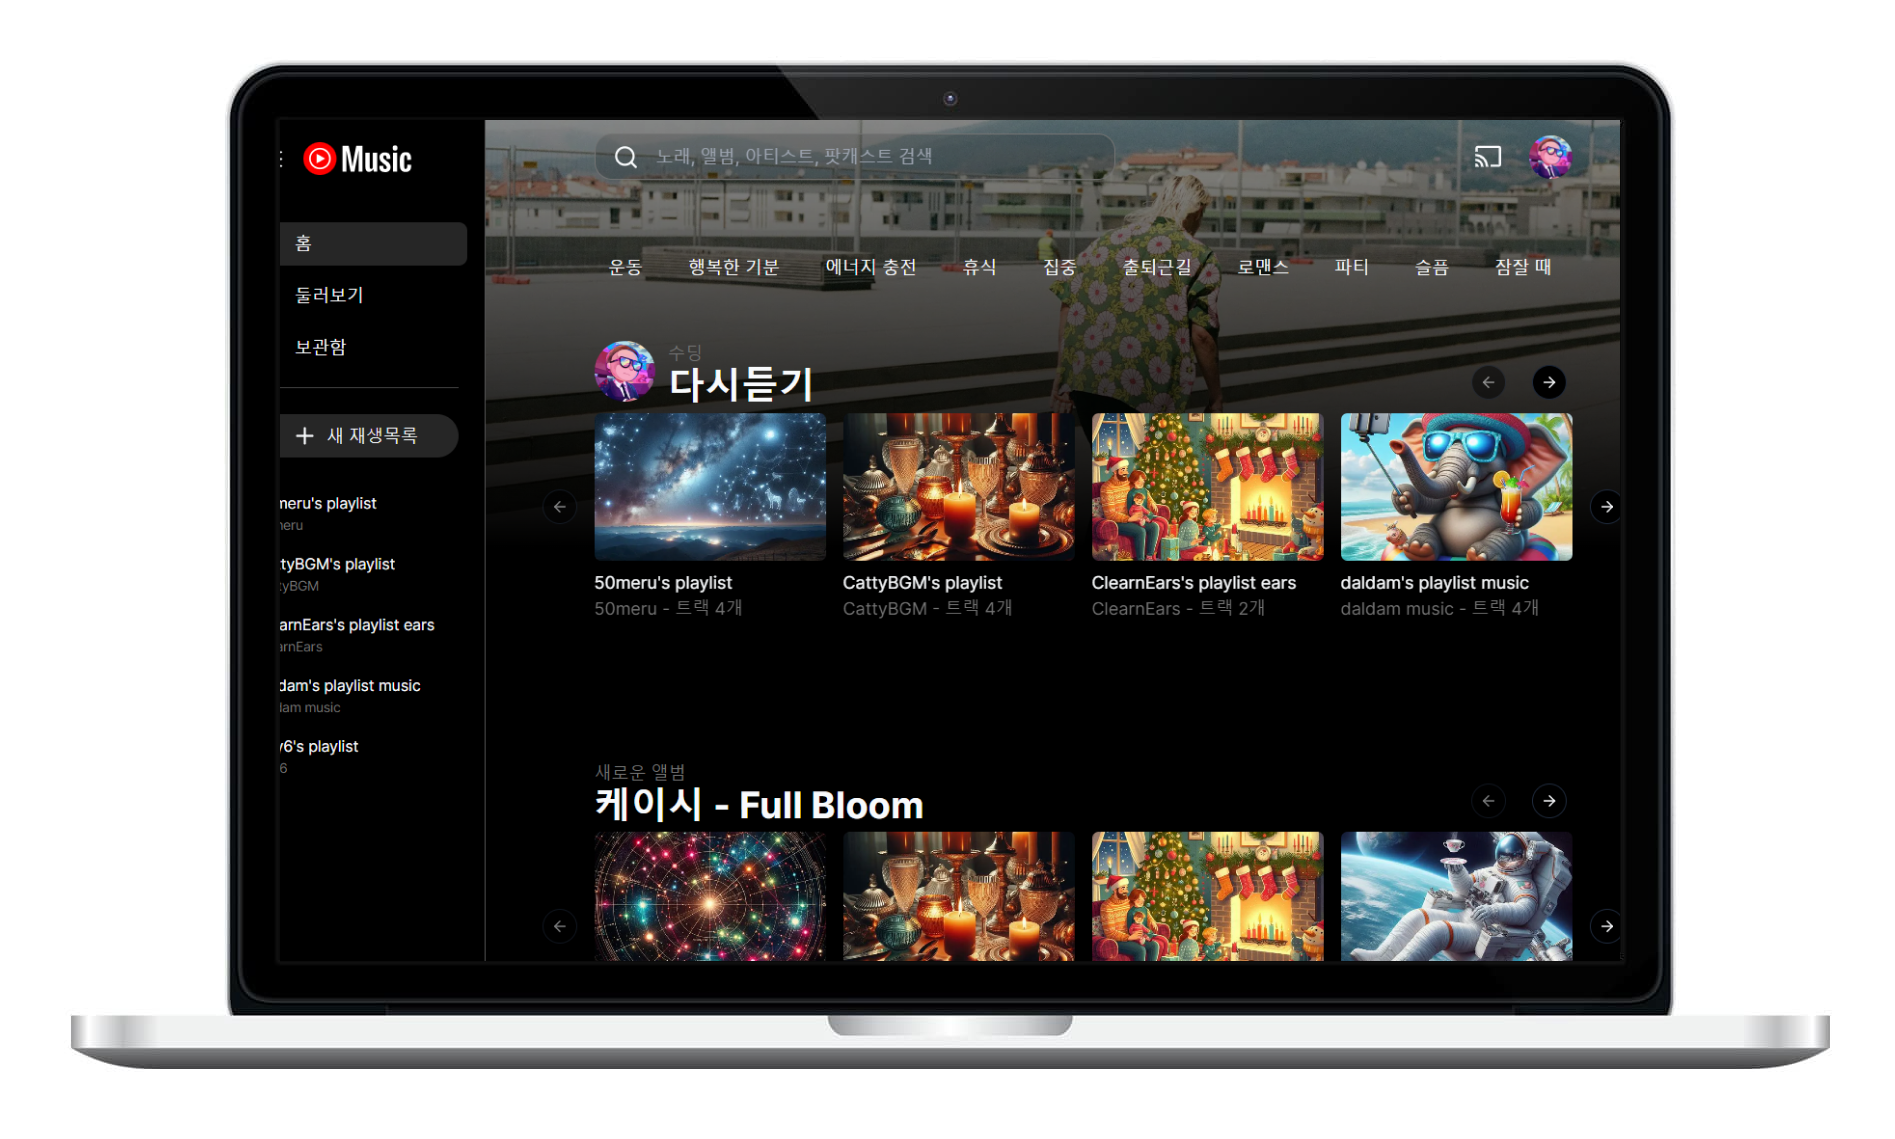 Music
홈
둘러보기
보관함
새 재생목록
meru's playlist
meru
tyBGM's playlist
tyBGM
arnEars's playlist ears
arnEars
dam's playlist music
dam music
6's playlist
6
노래, 앨범, 아티스트, 팟캐스트 검색
운동 행복한 기분 에너지 충전 휴식 집중 출퇴근길 로맨스 파티 슬픔 잠잘 때
수딩
다시듣기
50meru's playlist
50meru - 트랙 4개
CattyBGM's playlist
CattyBGM - 트랙 4개
ClearnEars's playlist ears
ClearnEars - 트랙 2개
daldam's playlist music
daldam music - 트랙 4개
새로운 앨범
케이시 - Full Bloom